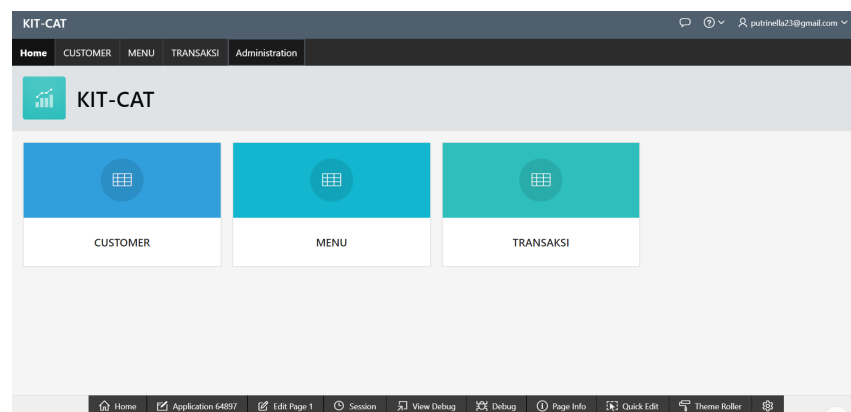 KIT-CAT
putrinella23@gmail.com
Home CUSTOMER MENU TRANSAKSI Administration
KIT-CAT
CUSTOMER MENU TRANSAKSI
Home Application 64897 Edit Page 1 Session View Debug Debug Page Info Quick Edit Theme Roller